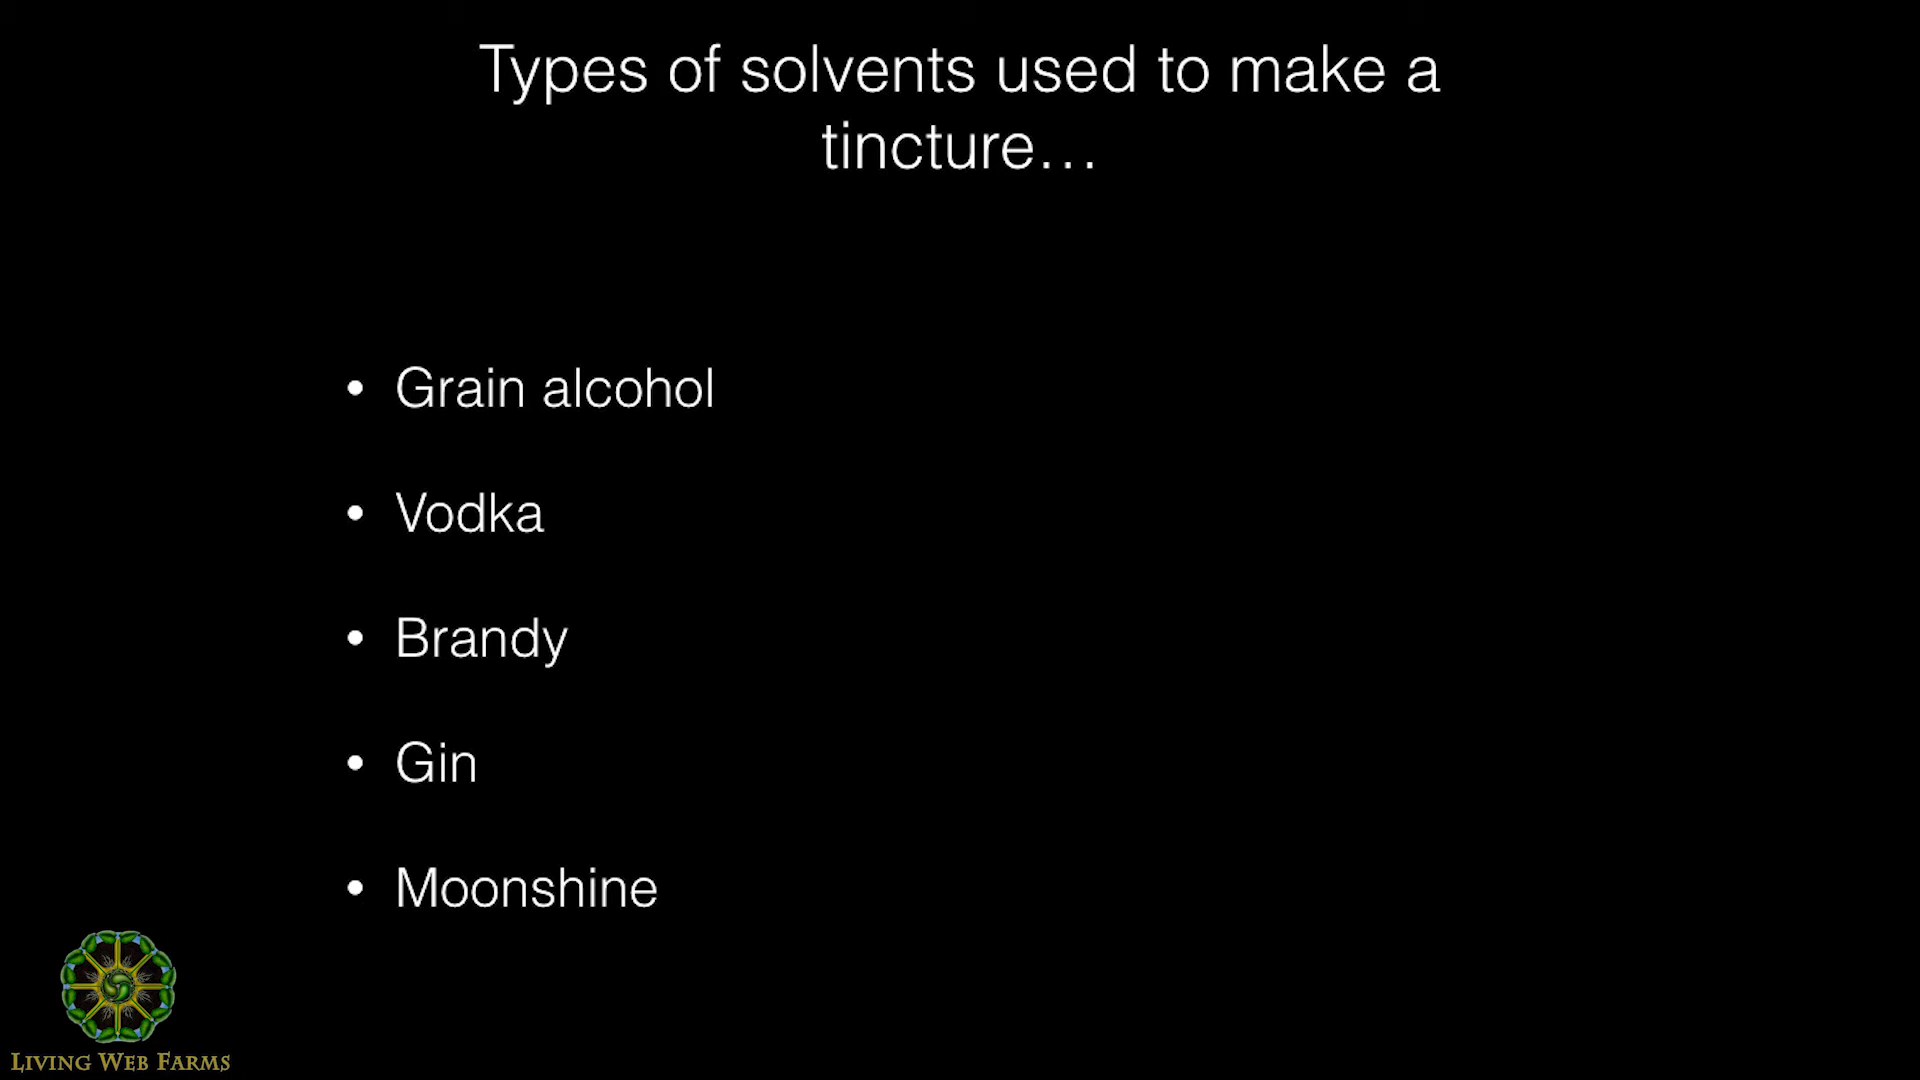 Types of solvents used to make a
tincture…
• Grain alcohol
• Vodka
• Brandy
• Gin
• Moonshine
LIVING WEB FARMS